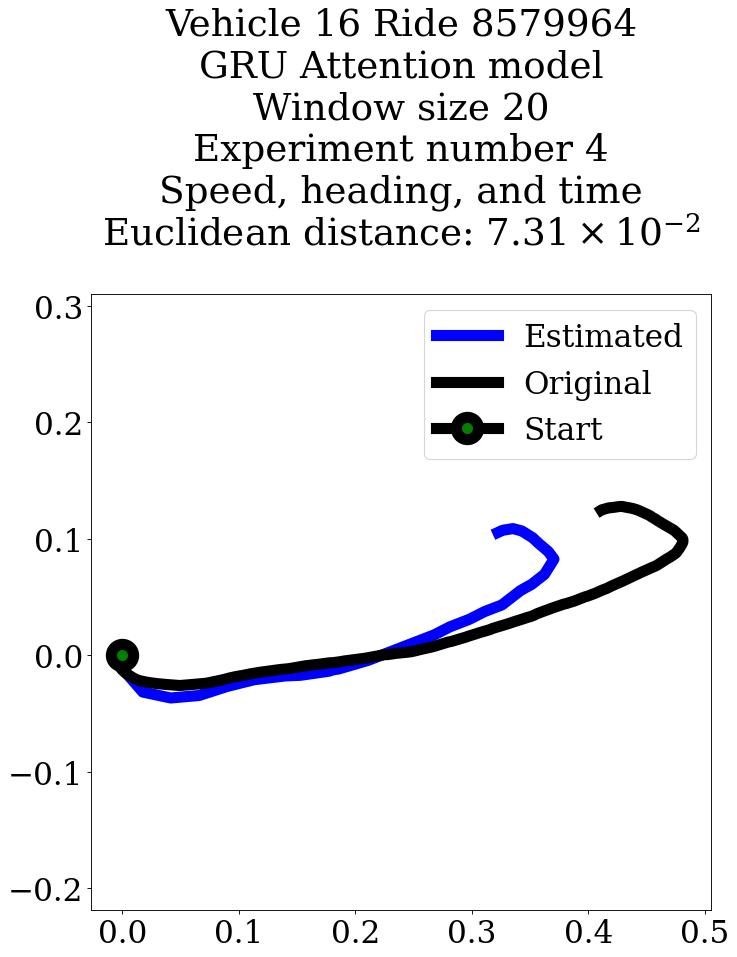 Vehicle 16 Ride 8579964
GRU Attention model
Window size 20
Experiment number 4
Speed, heading, and time
Euclidean distance: 7.31 × 10⁻²
0.3
0.2
0.1
0.0
−0.1
−0.2
Estimated
Original
Start
0.0 0.1 0.2 0.3 0.4 0.5